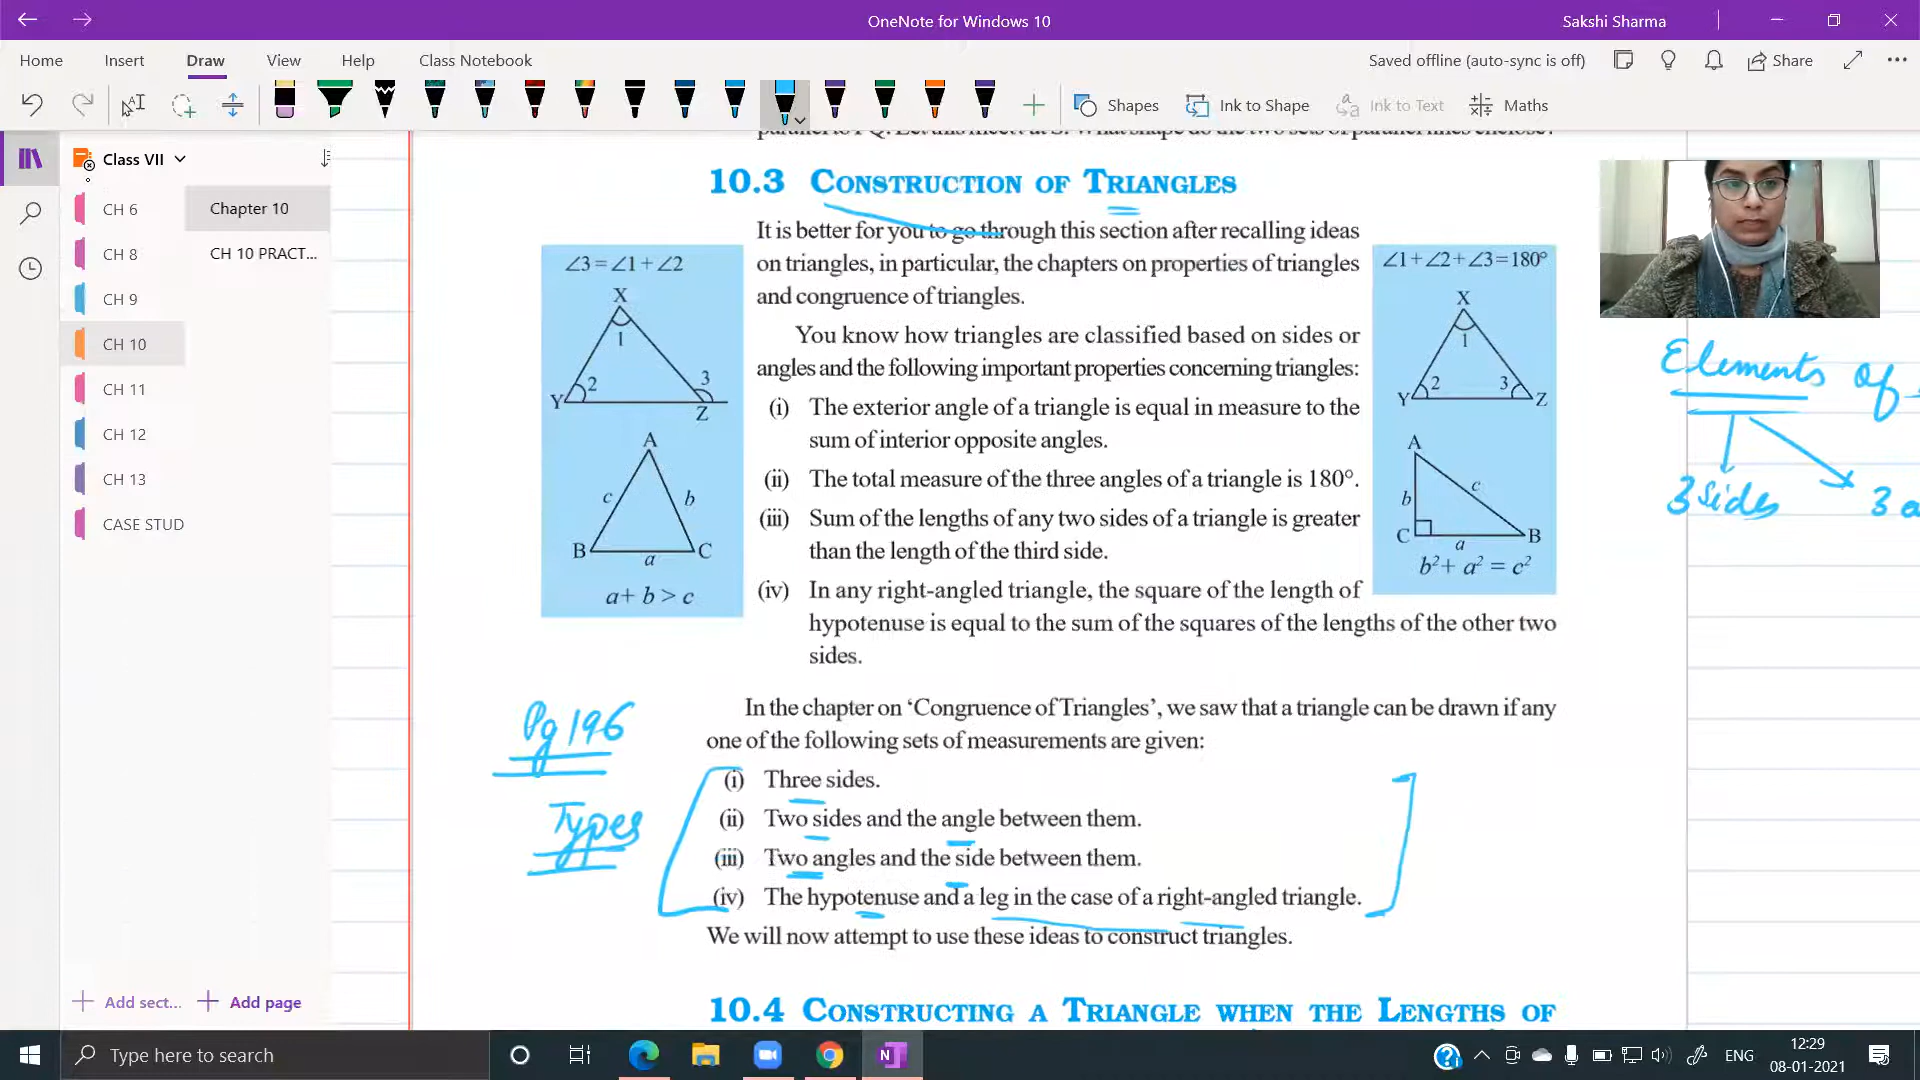 OneNote for Windows 10
Sakshi Sharma
Home Insert Draw View Help Class Notebook
Saved offline (auto-sync is off) Share
Shapes Ink to Shape Ink to Text Maths
Class VII
CH 6
CH 8
CH 9
CH 10
CH 11
CH 12
CH 13
CASE STUD
Chapter 10
CH 10 PRACT...
Add sect... Add page
10.3 CONSTRUCTION OF TRIANGLES
It is better for you to go through this section after recalling ideas
on triangles, in particular, the chapters on properties of triangles
and congruence of triangles.
You know how triangles are classified based on sides or
angles and the following important properties concerning triangles:
(i) The exterior angle of a triangle is equal in measure to the
sum of interior opposite angles.
(ii) The total measure of the three angles of a triangle is 180°.
(iii) Sum of the lengths of any two sides of a triangle is greater
than the length of the third side.
(iv) In any right-angled triangle, the square of the length of
hypotenuse is equal to the sum of the squares of the lengths of the other two
sides.
∠3 = ∠1 + ∠2
X
1
Y 2 3
Z
A
c b
B a C
a+ b > c
∠1+∠2+∠3=180°
X
1
Y 2 3 Z
A
b c
C a B
b²+ a² = c²
Elements of
3 sides 3 a
In the chapter on ‘Congruence of Triangles’, we saw that a triangle can be drawn if any
one of the following sets of measurements are given:
Pg 196
Types
(i) Three sides.
(ii) Two sides and the angle between them.
(iii) Two angles and the side between them.
(iv) The hypotenuse and a leg in the case of a right-angled triangle.
We will now attempt to use these ideas to construct triangles.
10.4 CONSTRUCTING A TRIANGLE WHEN THE LENGTHS OF
Type here to search
ENG
12:29
08-01-2021